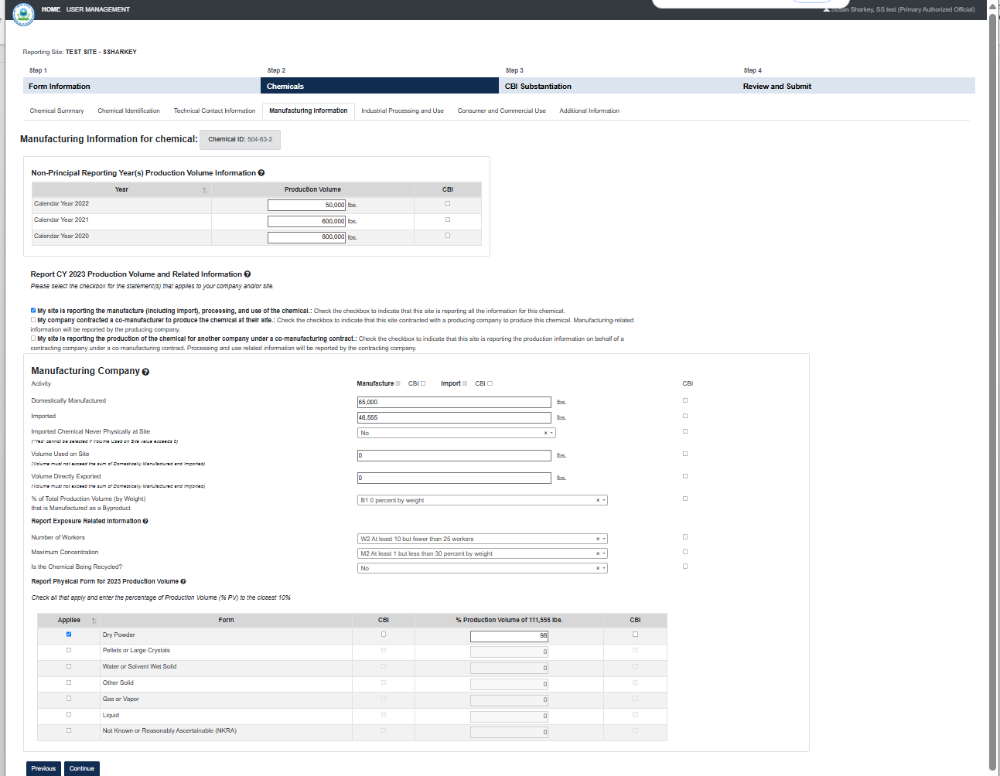 HOME USER MANAGEMENT
Susan Sharkey, SS test (Primary Authorized Official)
Reporting Site: TEST SITE - SSHARKEY
Step 1 Step 2 Step 3 Step 4
Form Information Chemicals CBI Substantiation Review and Submit
Chemical Summary Chemical Identification Technical Contact Information Manufacturing Information Industrial Processing and Use Consumer and Commercial Use Additional Information
Manufacturing Information for chemical: Chemical ID: 504-63-2
Non-Principal Reporting Year(s) Production Volume Information
Year Production Volume CBI
Calendar Year 2022 50,000 lbs.
Calendar Year 2021 600,000 lbs.
Calendar Year 2020 800,000 lbs.
Report CY 2023 Production Volume and Related Information
Please select the checkbox for the statement(s) that applies to your company and/or site.
My site is reporting the manufacture (including import), processing, and use of the chemical.: Check the checkbox to indicate that this site is reporting all the information for this chemical.
My company contracted a co-manufacturer to produce the chemical at their site.: Check the checkbox to indicate that this site contracted with a producing company to produce this chemical. Manufacturing-related
information will be reported by the producing company.
My site is reporting the production of the chemical for another company under a co-manufacturing contract.: Check the checkbox to indicate that this site is reporting the production information on behalf of a
contracting company under a co-manufacturing contract. Processing and use related information will be reported by the contracting company.
Manufacturing Company
Activity Manufacture CBI Import CBI CBI
Domestically Manufactured 65,000 lbs.
Imported 46,555 lbs.
Imported Chemical Never Physically at Site No
("Yes" cannot be selected if Volume Used on Site value exceeds 0)
Volume Used on Site 0 lbs.
(Volume must not exceed the sum of Domestically Manufactured and Imported)
Volume Directly Exported 0 lbs.
(Volume must not exceed the sum of Domestically Manufactured and Imported)
% of Total Production Volume (by Weight) B1 0 percent by weight
that is Manufactured as a Byproduct
Report Exposure Related Information
Number of Workers W2 At least 10 but fewer than 25 workers
Maximum Concentration M2 At least 1 but less than 30 percent by weight
Is the Chemical Being Recycled? No
Report Physical Form for 2023 Production Volume
Check all that apply and enter the percentage of Production Volume (% PV) to the closest 10%
Applies Form CBI % Production Volume of 111,555 lbs. CBI
Dry Powder 98
Pellets or Large Crystals 0
Water or Solvent Wet Solid 0
Other Solid 0
Gas or Vapor 0
Liquid 0
Not Known or Reasonably Ascertainable (NKRA) 0
Previous Continue